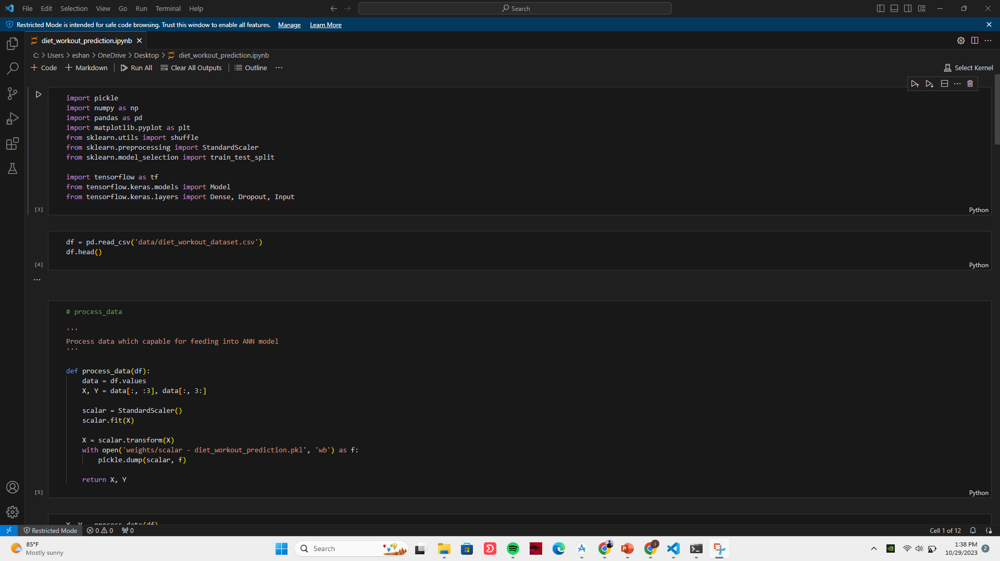 File Edit Selection View Go Run Terminal Help
Search
Restricted Mode is intended for safe code browsing. Trust this window to enable all features. Manage Learn More
diet_workout_prediction.ipynb
C: > Users > eshan > OneDrive > Desktop > diet_workout_prediction.ipynb
+ Code + Markdown Run All Clear All Outputs Outline ...
Select Kernel
import pickle
import numpy as np
import pandas as pd
import matplotlib.pyplot as plt
from sklearn.utils import shuffle
from sklearn.preprocessing import StandardScaler
from sklearn.model_selection import train_test_split
import tensorflow as tf
from tensorflow.keras.models import Model
from tensorflow.keras.layers import Dense, Dropout, Input
[3]
Python
df = pd.read_csv('data/diet_workout_dataset.csv')
df.head()
[4]
Python
...
# process_data
'''
Process data which capable for feeding into ANN model
'''
def process_data(df):
data = df.values
X, Y = data[:, :3], data[:, 3:]
scalar = StandardScaler()
scalar.fit(X)
X = scalar.transform(X)
with open('weights/scalar - diet_workout_prediction.pkl', 'wb') as f:
pickle.dump(scalar, f)
return X, Y
[5]
Python
X, Y = process_data(df)
Restricted Mode 0 0 0
Cell 1 of 12
85°F
Mostly sunny
Search
1:38 PM
10/29/2023
2